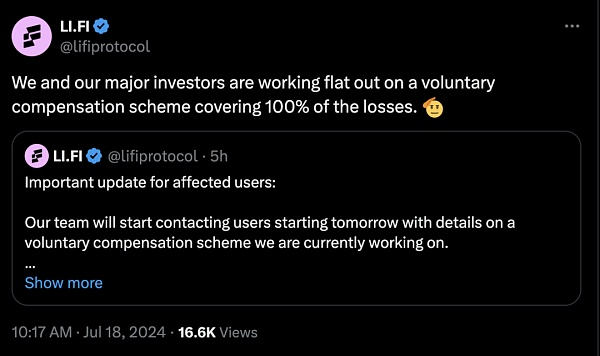 LI.FI
@lifiprotocol
We and our major investors are working flat out on a voluntary
compensation scheme covering 100% of the losses. 🫡
LI.FI @lifiprotocol · 5h
Important update for affected users:
Our team will start contacting users starting tomorrow with details on a
voluntary compensation scheme we are currently working on.
...
Show more
10:17 AM · Jul 18, 2024 · 16.6K Views